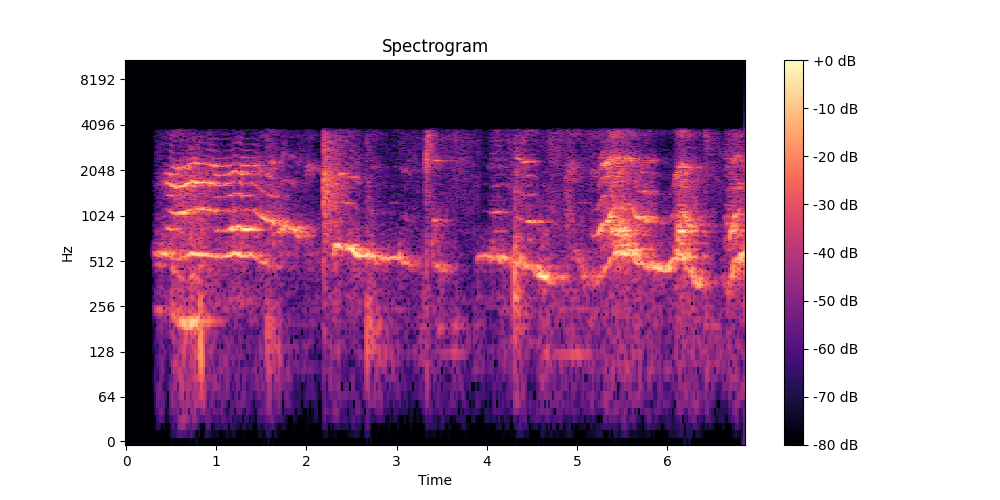 Spectrogram
8192
4096
2048
1024
512
256
128
64
0
Hz
0 1 2 3 4 5 6
Time
+0 dB
-10 dB
-20 dB
-30 dB
-40 dB
-50 dB
-60 dB
-70 dB
-80 dB